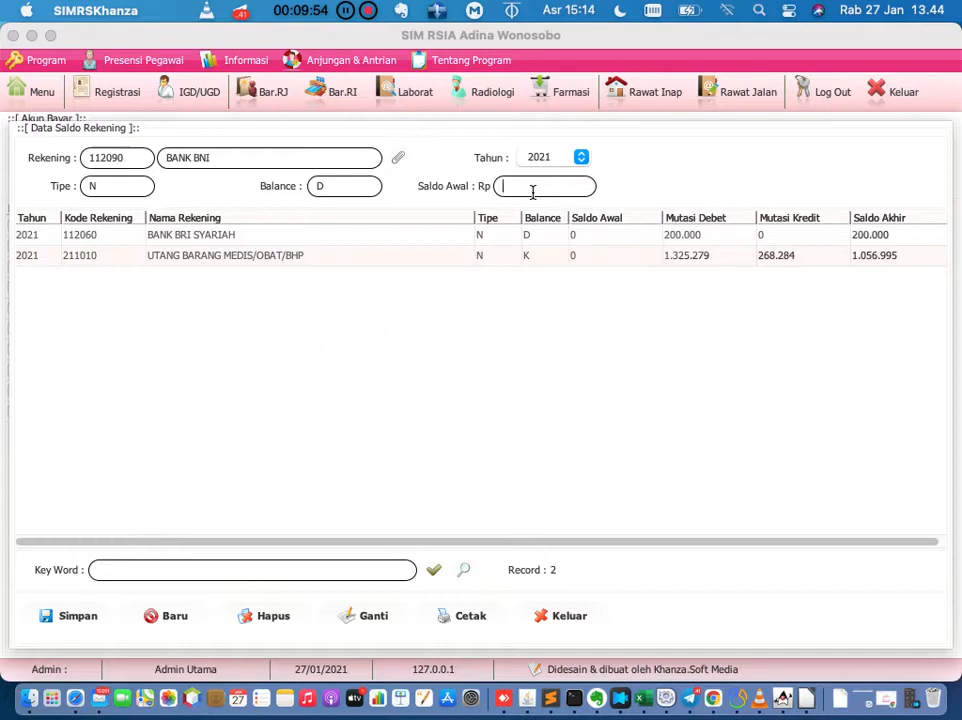 SIMRSKhanza 41 00:09:54 Asr 15:14 Rab 27 Jan 13.44
SIM RSIA Adina Wonosobo
Program Presensi Pegawai Informasi Anjungan & Antrian Tentang Program
Menu Registrasi IGD/UGD Bar.RJ Bar.RI Laborat Radiologi Farmasi Rawat Inap Rawat Jalan Log Out Keluar
::[ Akun Bayar ]::
::[ Data Saldo Rekening ]::
Rekening : 112090 BANK BNI Tahun : 2021
Tipe : N Balance : D Saldo Awal : Rp
Tahun Kode Rekening Nama Rekening Tipe Balance Saldo Awal Mutasi Debet Mutasi Kredit Saldo Akhir
2021 112060 BANK BRI SYARIAH N D 0 200.000 0 200.000
2021 211010 UTANG BARANG MEDIS/OBAT/BHP N K 0 1.325.279 268.284 1.056.995
Key Word : Record : 2
Simpan Baru Hapus Ganti Cetak Keluar
Admin : Admin Utama 27/01/2021 127.0.0.1 Didesain & dibuat oleh Khanza.Soft Media